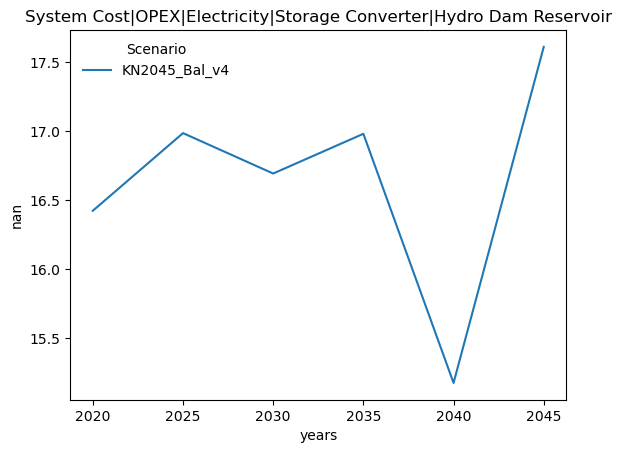 System Cost|OPEX|Electricity|Storage Converter|Hydro Dam Reservoir
Scenario
KN2045_Bal_v4
17.5
17.0
16.5
16.0
15.5
nan
2020 2025 2030 2035 2040 2045
years